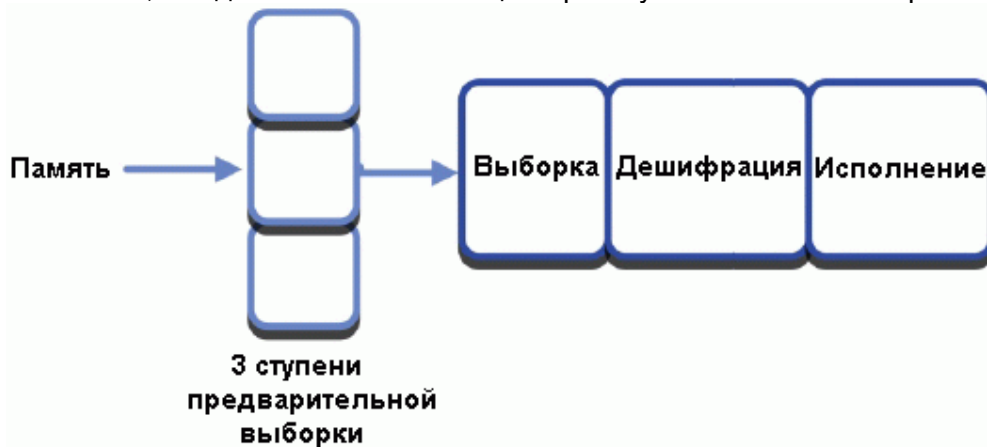 Память
Выборка
Дешифрация
Исполнение
3 ступени
предварительной
выборки